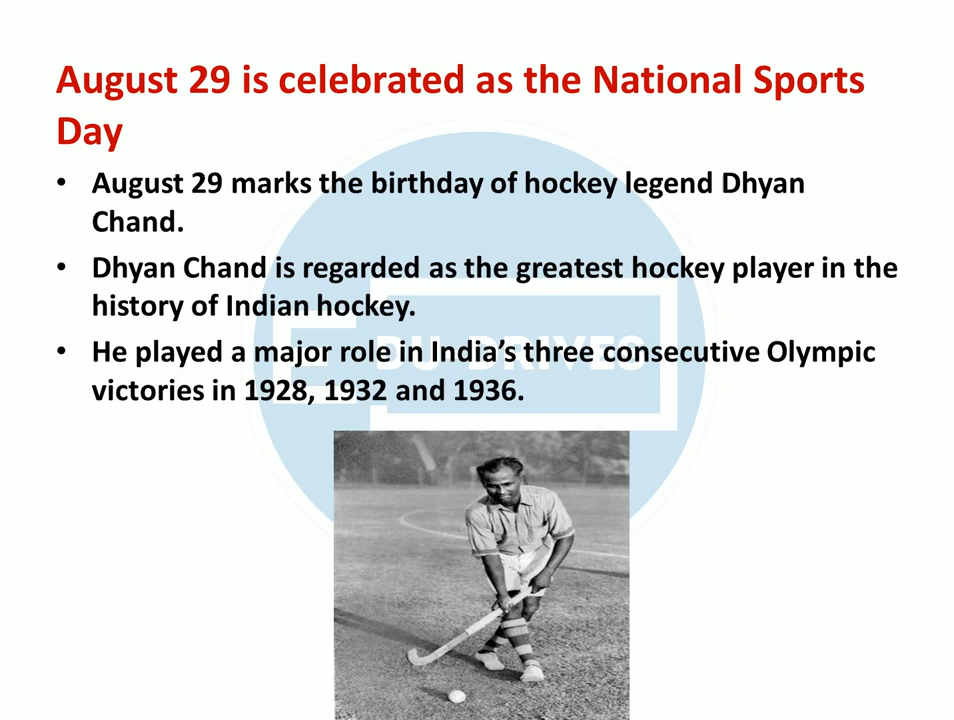 August 29 is celebrated as the National Sports
Day
• August 29 marks the birthday of hockey legend Dhyan
Chand.
• Dhyan Chand is regarded as the greatest hockey player in the
history of Indian hockey.
• He played a major role in India’s three consecutive Olympic
victories in 1928, 1932 and 1936.
EDU DRIVES